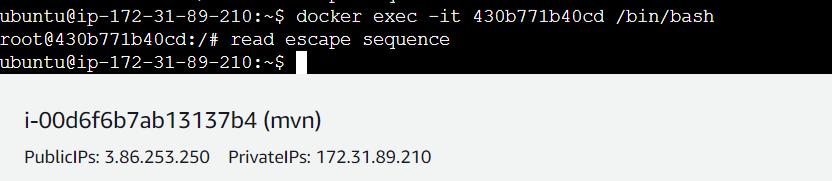 ubuntu@ip-172-31-89-210:~$ docker exec -it 430b771b40cd /bin/bash
root@430b771b40cd:/# read escape sequence
ubuntu@ip-172-31-89-210:~$
i-00d6f6b7ab13137b4 (mvn)
PublicIPs: 3.86.253.250 PrivateIPs: 172.31.89.210